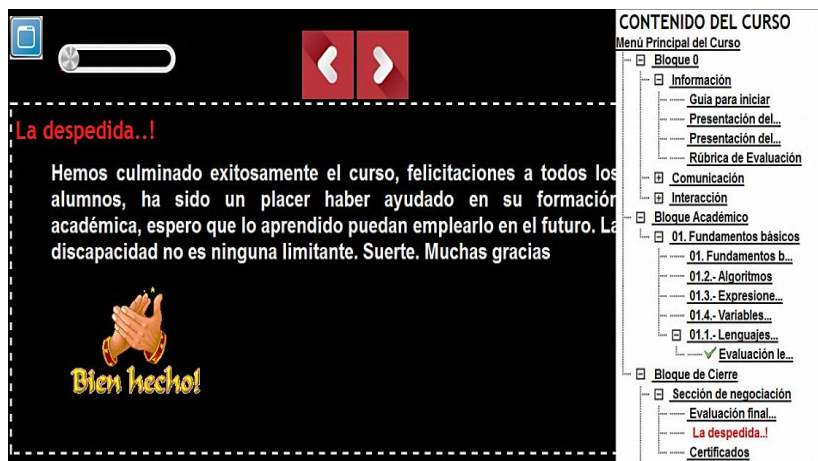 La despedida..!
Hemos culminado exitosamente el curso, felicitaciones a todos los
alumnos, ha sido un placer haber ayudado en su formación
académica, espero que lo aprendido puedan emplearlo en el futuro. La
discapacidad no es ninguna limitante. Suerte. Muchas gracias
Bien hecho!
CONTENIDO DEL CURSO
Menú Principal del Curso
Bloque 0
Información
Guia para iniciar
Presentación del...
Presentación del...
Rúbrica de Evaluación
Comunicación
Interacción
Bloque Académico
01. Fundamentos básicos
01. Fundamentos b...
01.2.- Algoritmos
01.3.- Expresione...
01.4.- Variables...
01.1.- Lenguajes...
Evaluación le...
Bloque de Cierre
Sección de negociación
Evaluación final...
La despedida..!
Certificados